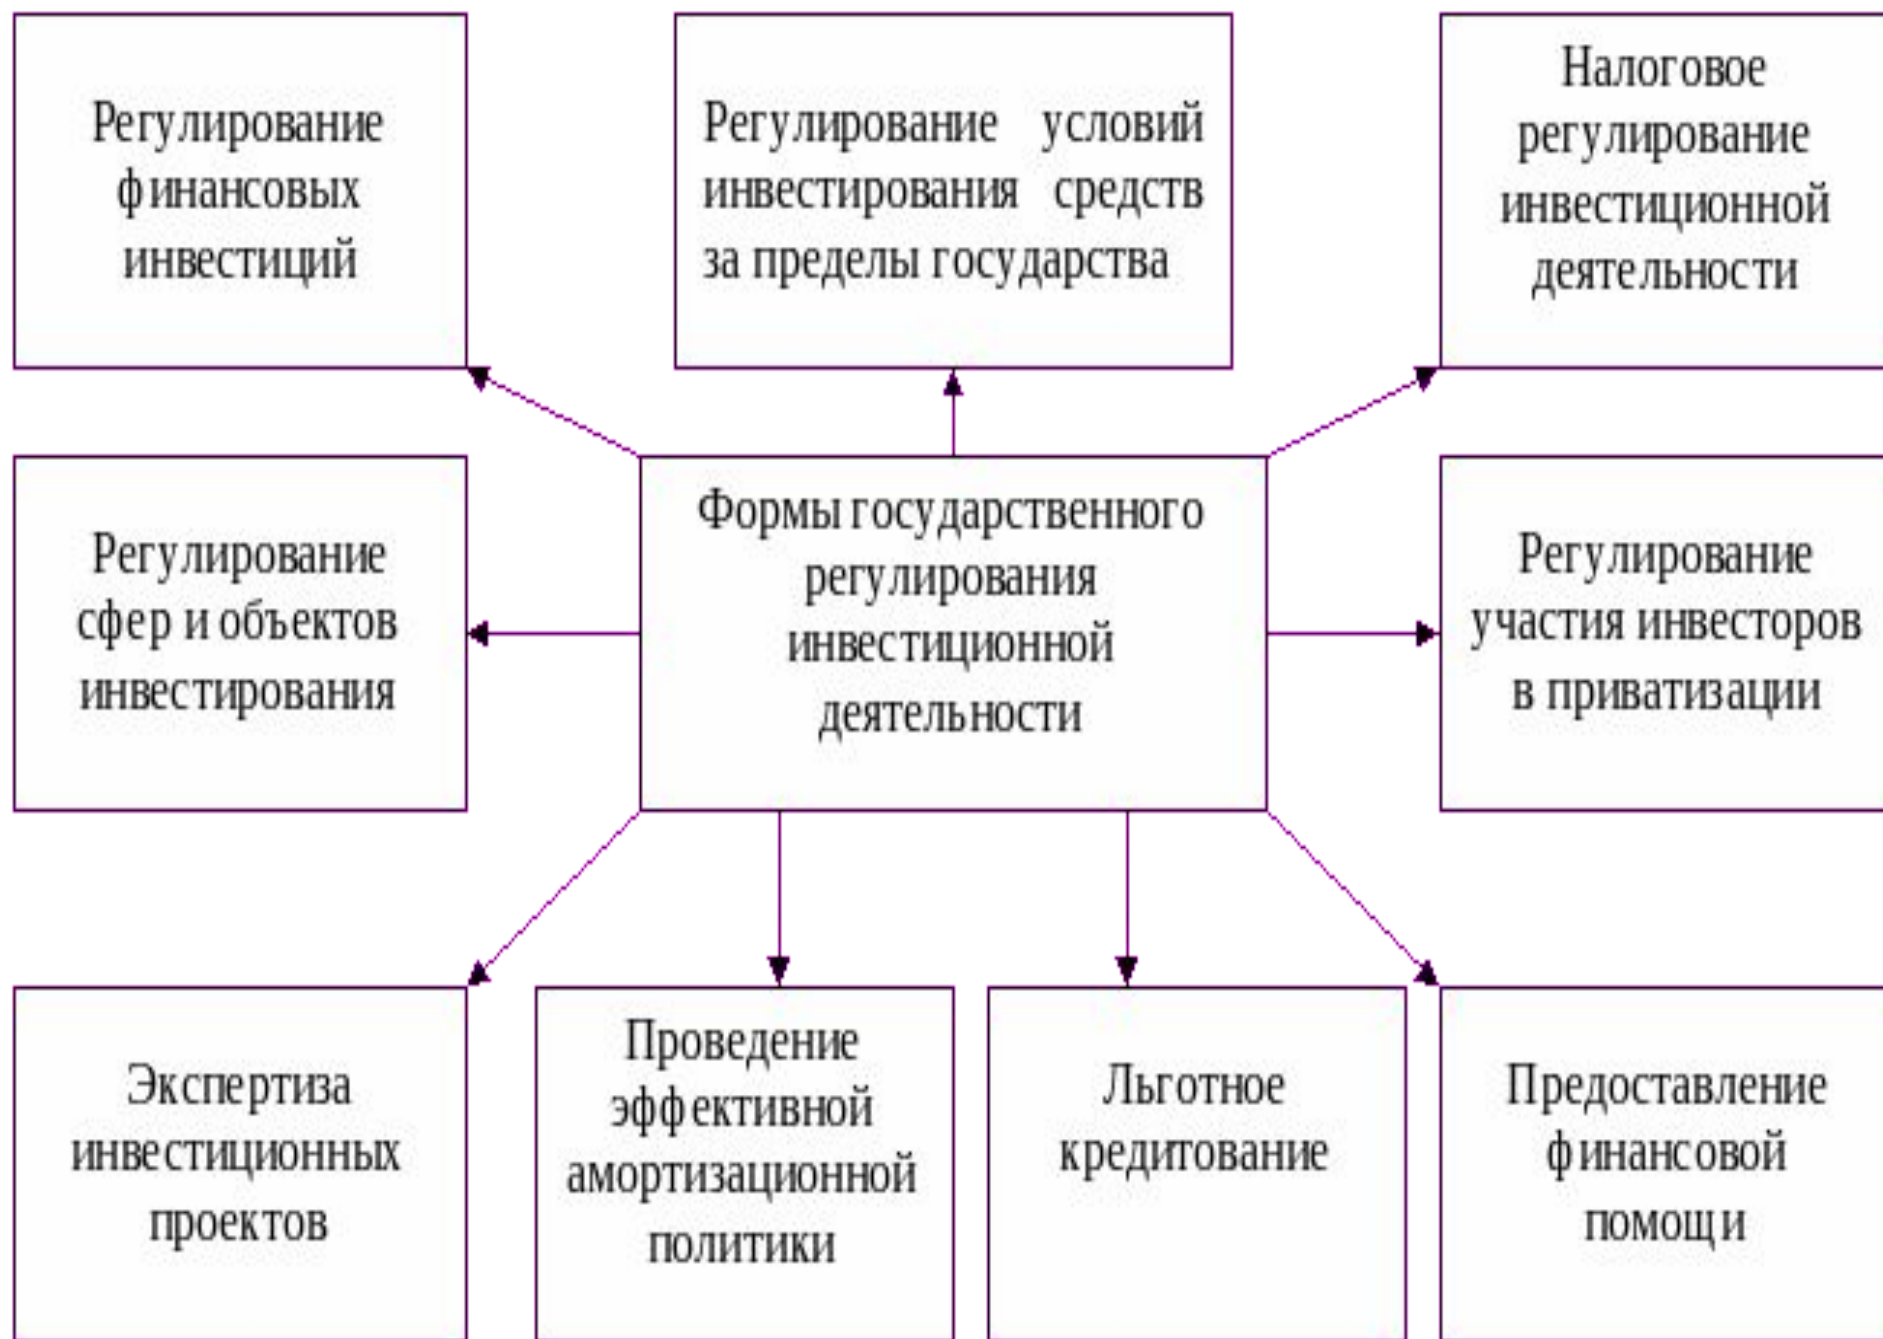 Регулирование
финансовых
инвестиций
Регулирование условий
инвестирования средств
за пределы государства
Налоговое
регулирование
инвестиционной
деятельности
Регулирование
сфер и объектов
инвестирования
Формы государственного
регулирования
инвестиционной
деятельности
Регулирование
участия инвесторов
в приватизации
Экспертиза
инвестиционных
проектов
Проведение
эффективной
амортизационной
политики
Льготное
кредитование
Предоставление
финансовой
помощи